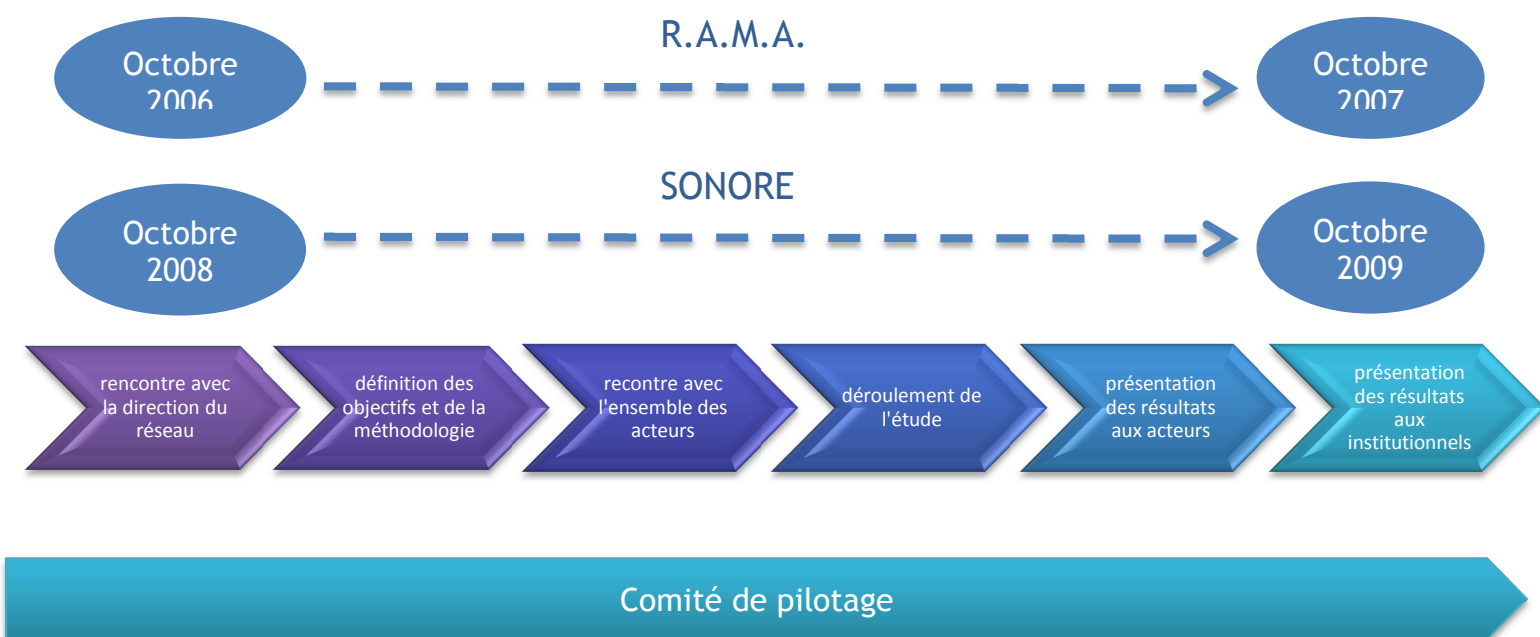 R.A.M.A.
Octobre
2006
Octobre
2007
SONORE
Octobre
2008
Octobre
2009
rencontre avec
la direction du
réseau
définition des
objectifs et de la
méthodologie
recontre avec
l'ensemble des
acteurs
déroulement de
l'étude
présentation
des résultats
aux acteurs
présentation
des résultats
aux
institutionnels
Comité de pilotage